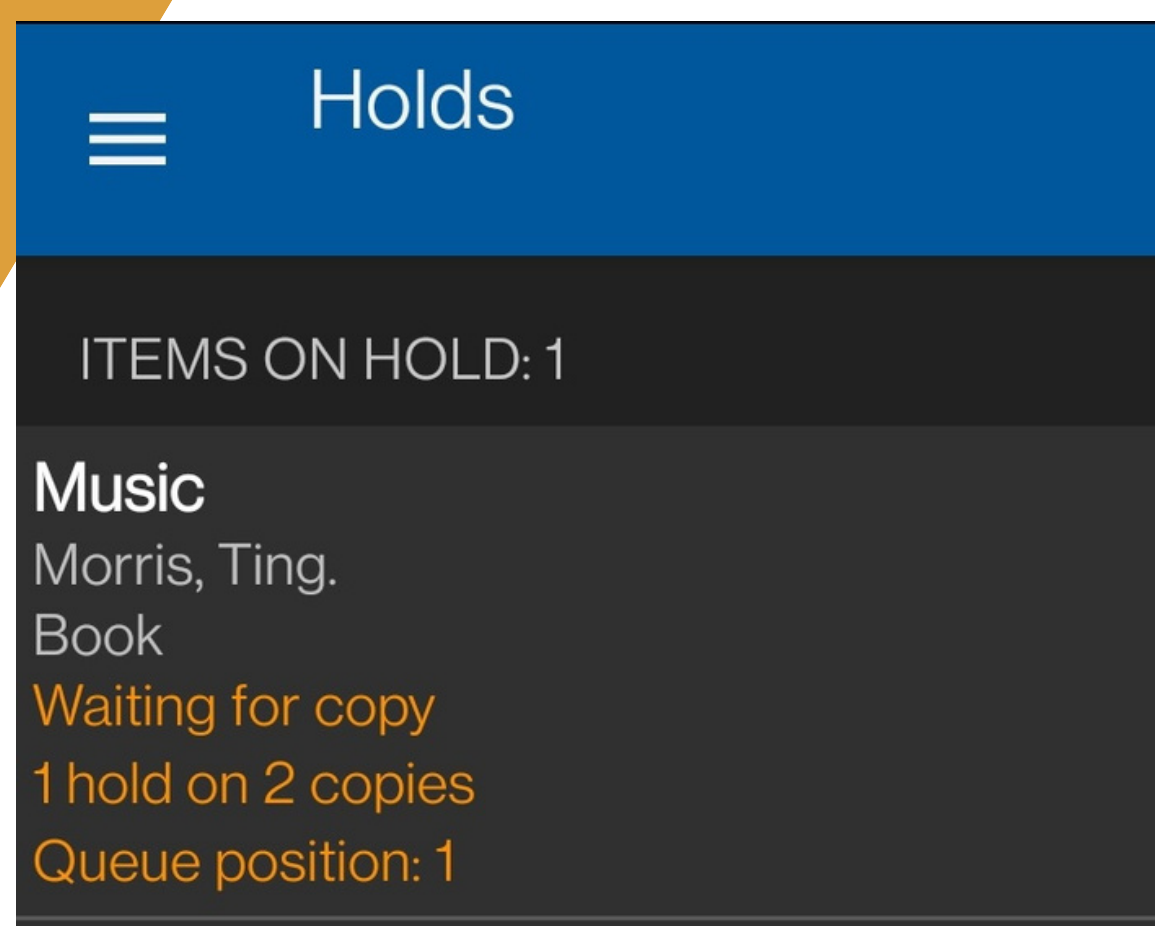 Holds
ITEMS ON HOLD: 1
Music
Morris, Ting.
Book
Waiting for copy
1 hold on 2 copies
Queue position: 1